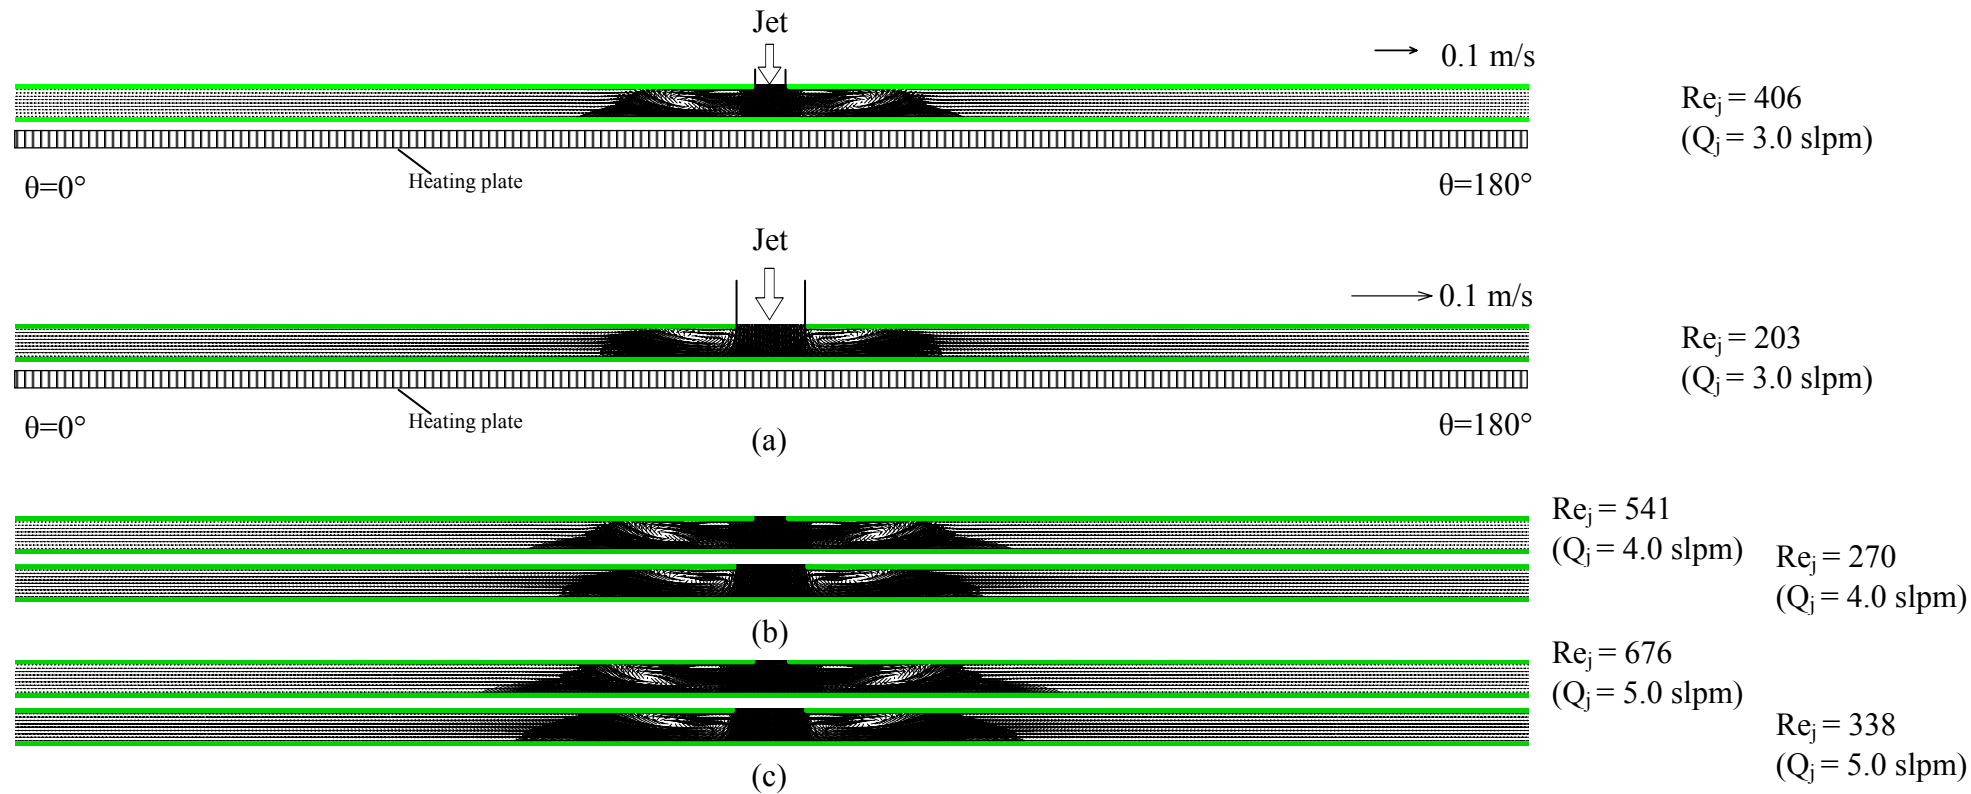 Jet
0.1 m/s
Rej = 406
(Qj = 3.0 slpm)
Heating plate
θ=0°
θ=180°
Jet
0.1 m/s
Rej = 203
(Qj = 3.0 slpm)
Heating plate
θ=0°
θ=180°
(a)
Rej = 541
(Qj = 4.0 slpm)
Rej = 270
(Qj = 4.0 slpm)
(b)
Rej = 676
(Qj = 5.0 slpm)
Rej = 338
(Qj = 5.0 slpm)
(c)